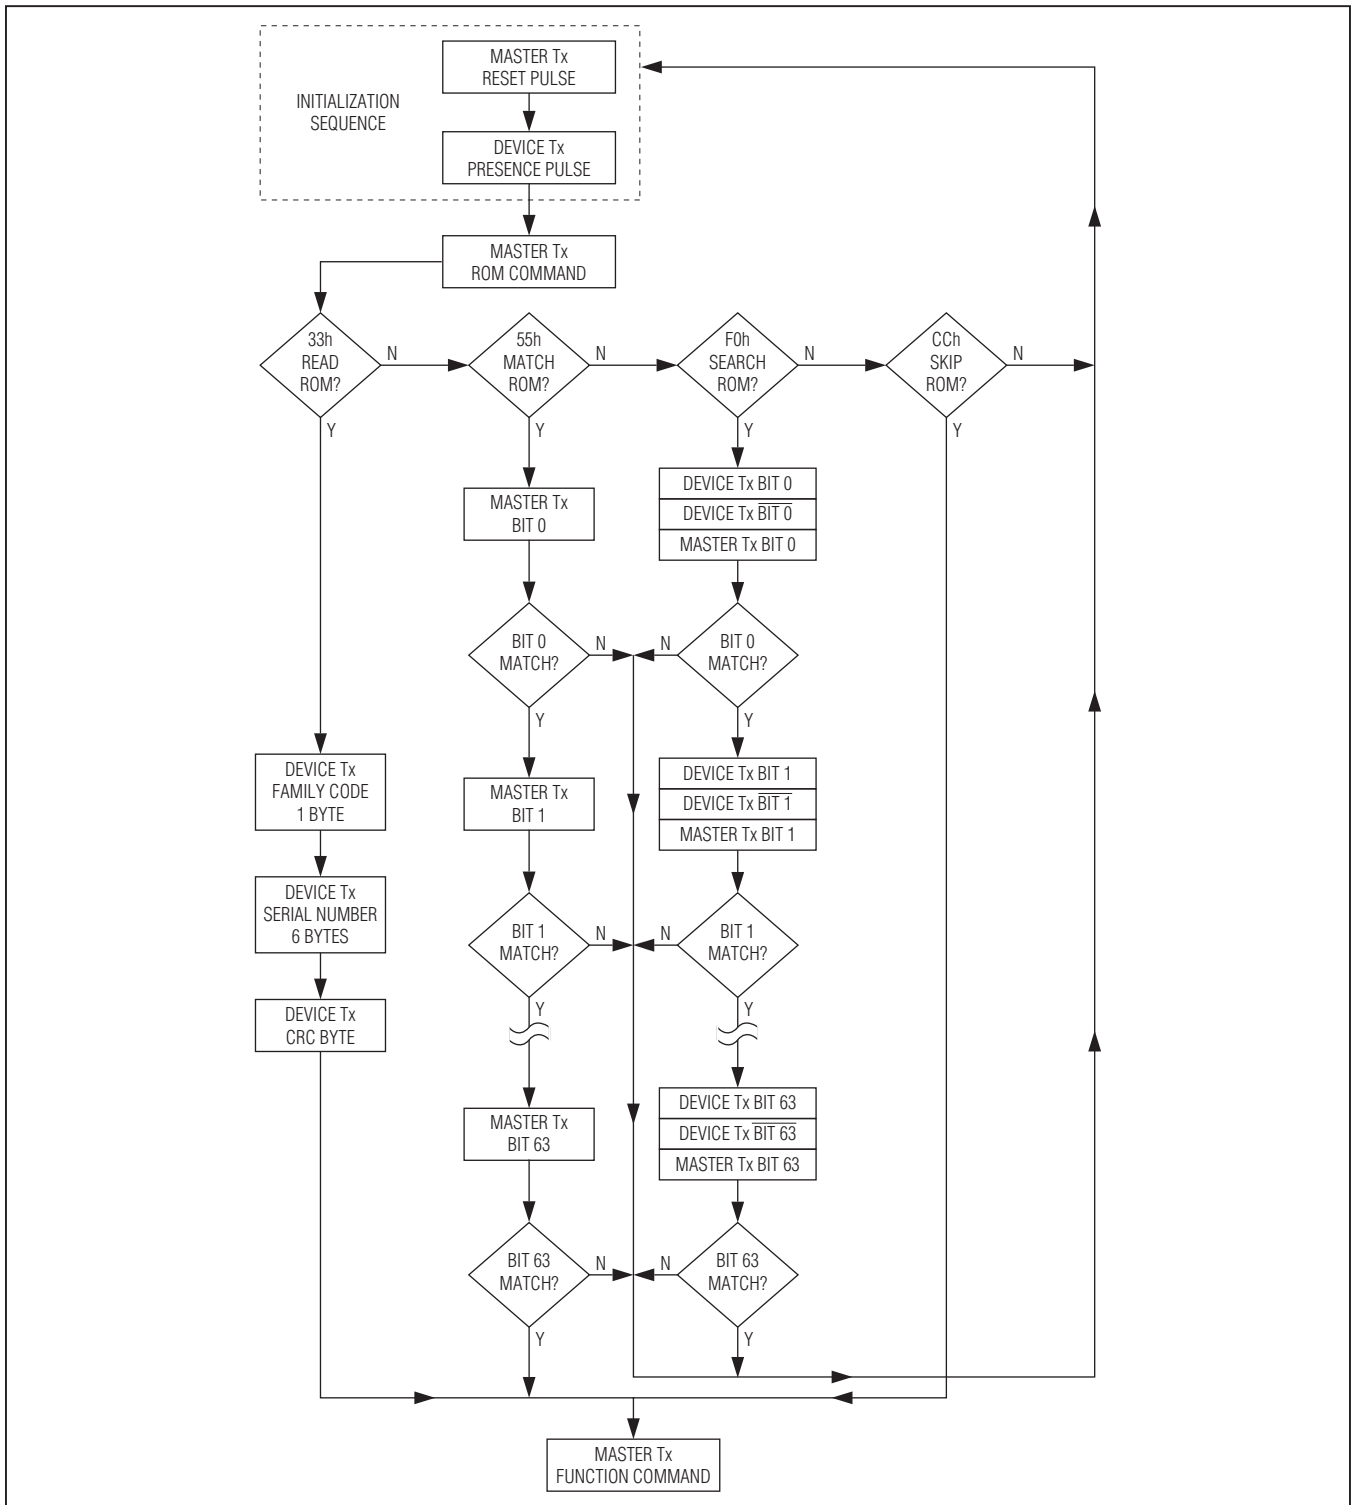 MASTER Tx
RESET PULSE
INITIALIZATION
SEQUENCE
DEVICE Tx
PRESENCE PULSE
MASTER Tx
ROM COMMAND
33h
READ
ROM?
N
Y
55h
MATCH
ROM?
N
Y
F0h
SEARCH
ROM?
N
Y
CCh
SKIP
ROM?
N
Y
DEVICE Tx
FAMILY CODE
1 BYTE
DEVICE Tx
SERIAL NUMBER
6 BYTES
DEVICE Tx
CRC BYTE
MASTER Tx
BIT 0
BIT 0
MATCH?
N
Y
MASTER Tx
BIT 1
BIT 1
MATCH?
N
Y
MASTER Tx
BIT 63
BIT 63
MATCH?
N
Y
DEVICE Tx BIT 0
DEVICE Tx B̅I̅T̅ ̅0̅
MASTER Tx BIT 0
BIT 0
MATCH?
N
Y
DEVICE Tx BIT 1
DEVICE Tx B̅I̅T̅ ̅1̅
MASTER Tx BIT 1
BIT 1
MATCH?
N
Y
DEVICE Tx BIT 63
DEVICE Tx B̅I̅T̅ ̅6̅3̅
MASTER Tx BIT 63
BIT 63
MATCH?
N
Y
MASTER Tx
FUNCTION COMMAND